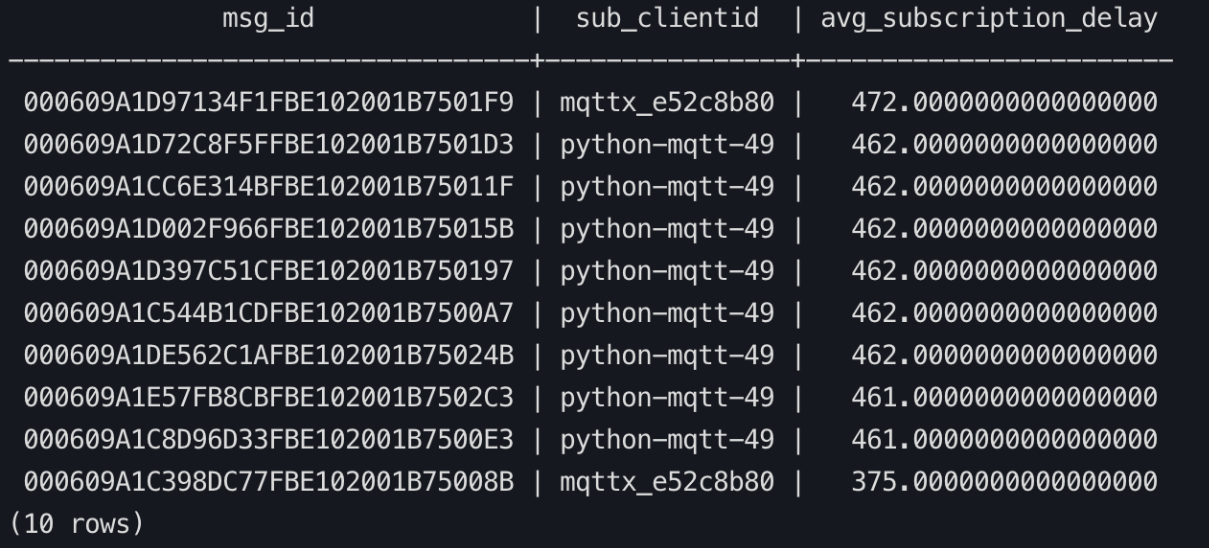 msg_id | sub_clientid | avg_subscription_delay
----------------------------------+----------------+------------------------
000609A1D97134F1FBE102001B7501F9 | mqttx_e52c8b80 | 472.0000000000000000
000609A1D72C8F5FFBE102001B7501D3 | python-mqtt-49 | 462.0000000000000000
000609A1CC6E314BFBE102001B75011F | python-mqtt-49 | 462.0000000000000000
000609A1D002F966FBE102001B75015B | python-mqtt-49 | 462.0000000000000000
000609A1D397C51CFBE102001B750197 | python-mqtt-49 | 462.0000000000000000
000609A1C544B1CDFBE102001B7500A7 | python-mqtt-49 | 462.0000000000000000
000609A1DE562C1AFBE102001B75024B | python-mqtt-49 | 462.0000000000000000
000609A1E57FB8CBFBE102001B7502C3 | python-mqtt-49 | 461.0000000000000000
000609A1C8D96D33FBE102001B7500E3 | python-mqtt-49 | 461.0000000000000000
000609A1C398DC77FBE102001B75008B | mqttx_e52c8b80 | 375.0000000000000000
(10 rows)